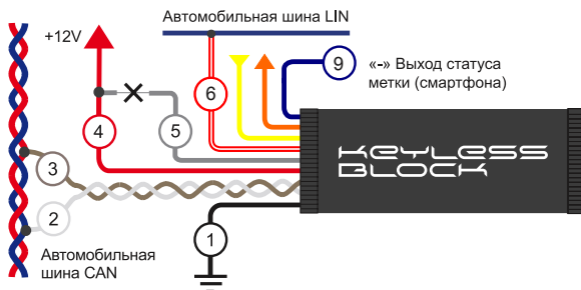 Автомобильная шина LIN
+12V
9
«-» Выход статуса
метки (смартфона)
6
4
5
KEYLESS
BLOCK
3
2
1
Автомобильная
шина CAN